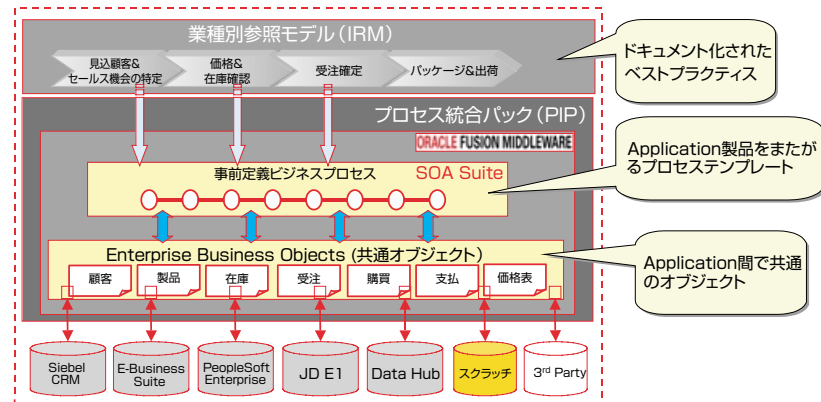 業種別参照モデル(IRM)
見込顧客&
セールス機会の特定
価格&
在庫確認
受注確定
パッケージ&出荷
ドキュメント化された
ベストプラクティス
プロセス統合パック(PIP)
ORACLE FUSION MIDDLEWARE
事前定義ビジネスプロセス
SOA Suite
Application製品をまたが
るプロセステンプレート
Enterprise Business Objects (共通オブジェクト)
顧客
製品
在庫
受注
購買
支払
価格表
Application間で共通
のオブジェクト
Siebel
CRM
E-Business
Suite
PeopleSoft
Enterprise
JD E1
Data Hub
スクラッチ
3rd Party